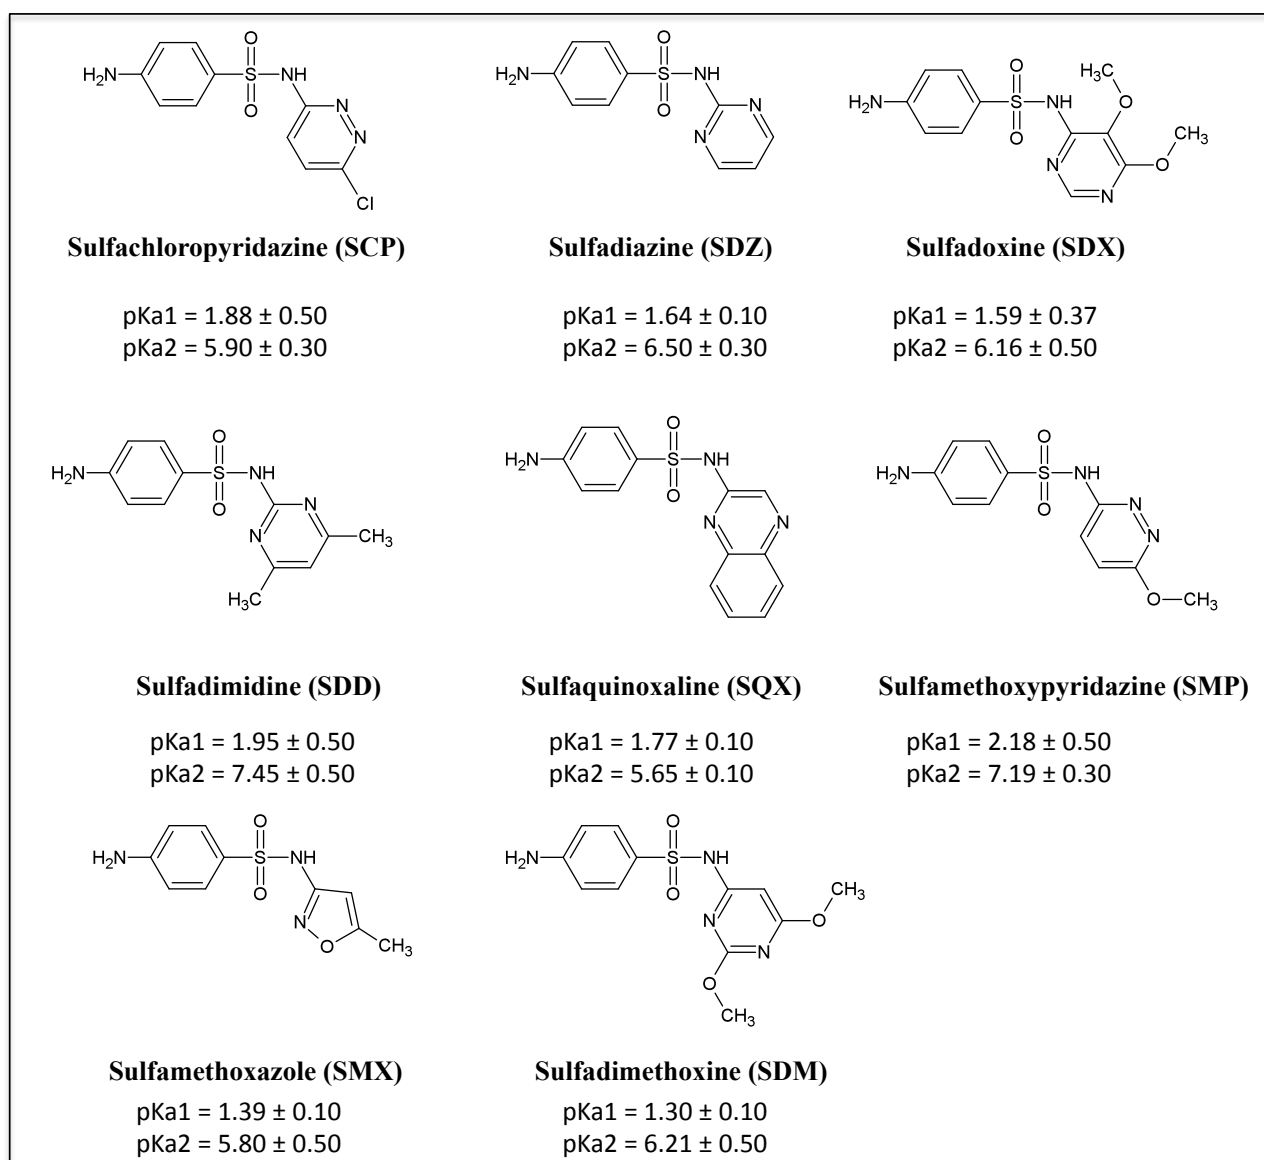 H2N
O
S
O
NH
N
N
Cl
Sulfachloropyridazine (SCP)
pKa1 = 1.88 ± 0.50
pKa2 = 5.90 ± 0.30
H2N
O
S
O
NH
N
N
Sulfadiazine (SDZ)
pKa1 = 1.64 ± 0.10
pKa2 = 6.50 ± 0.30
H2N
O
S
O
NH
H3C
O
CH3
O
N
N
Sulfadoxine (SDX)
pKa1 = 1.59 ± 0.37
pKa2 = 6.16 ± 0.50
H2N
O
S
O
NH
N
N
CH3
H3C
Sulfadimidine (SDD)
pKa1 = 1.95 ± 0.50
pKa2 = 7.45 ± 0.50
H2N
O
S
O
NH
N
N
Sulfaquinoxaline (SQX)
pKa1 = 1.77 ± 0.10
pKa2 = 5.65 ± 0.10
H2N
O
S
O
NH
N
N
O
CH3
Sulfamethoxypyridazine (SMP)
pKa1 = 2.18 ± 0.50
pKa2 = 7.19 ± 0.30
H2N
O
S
O
NH
N
O
CH3
Sulfamethoxazole (SMX)
pKa1 = 1.39 ± 0.10
pKa2 = 5.80 ± 0.50
H2N
O
S
O
NH
CH3
O
N
N
O
CH3
Sulfadimethoxine (SDM)
pKa1 = 1.30 ± 0.10
pKa2 = 6.21 ± 0.50